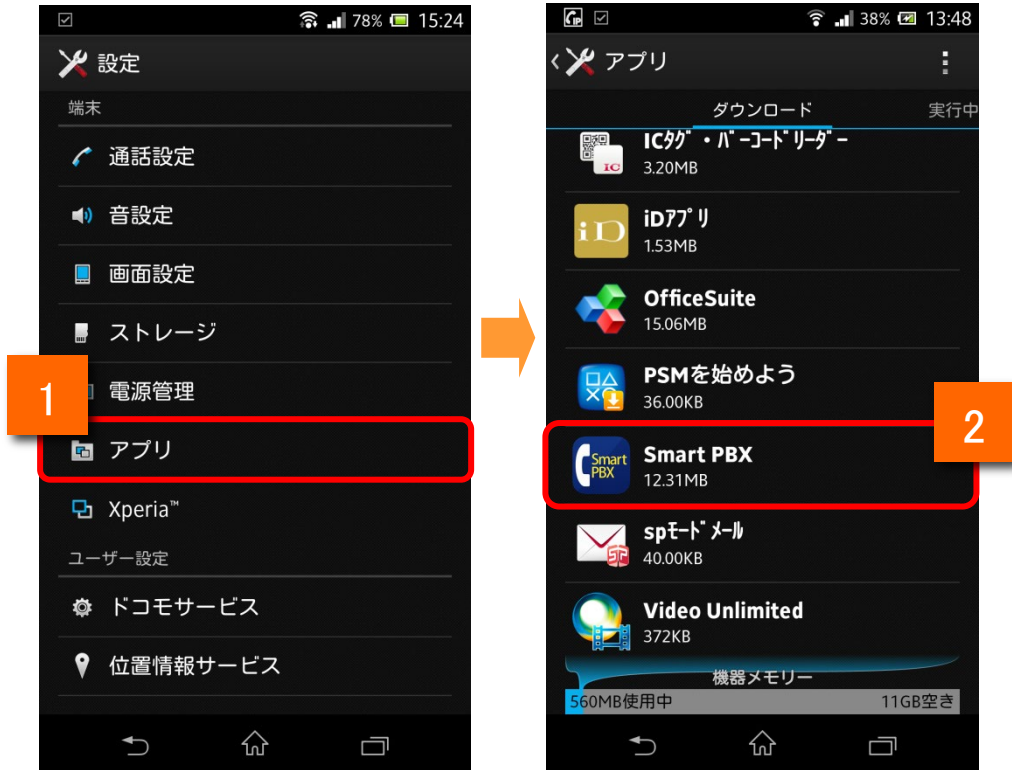 78% 15:24
設定
端末
通話設定
音設定
画面設定
ストレージ
1
電源管理
アプリ
Xperia™
ユーザー設定
ドコモサービス
位置情報サービス
iP
38% 13:48
アプリ
ダウンロード 実行中
ICﾀｸﾞ・ﾊﾞｰｺｰﾄﾞﾘｰﾀﾞｰ
IC
3.20MB
iD
iDｱﾌﾟﾘ
1.53MB
OfficeSuite
15.06MB
PSMを始めよう
36.00KB
2
Smart
PBX
Smart PBX
12.31MB
spﾓｰﾄﾞﾒｰﾙ
40.00KB
Video Unlimited
372KB
機器メモリー
560MB使用中 11GB空き